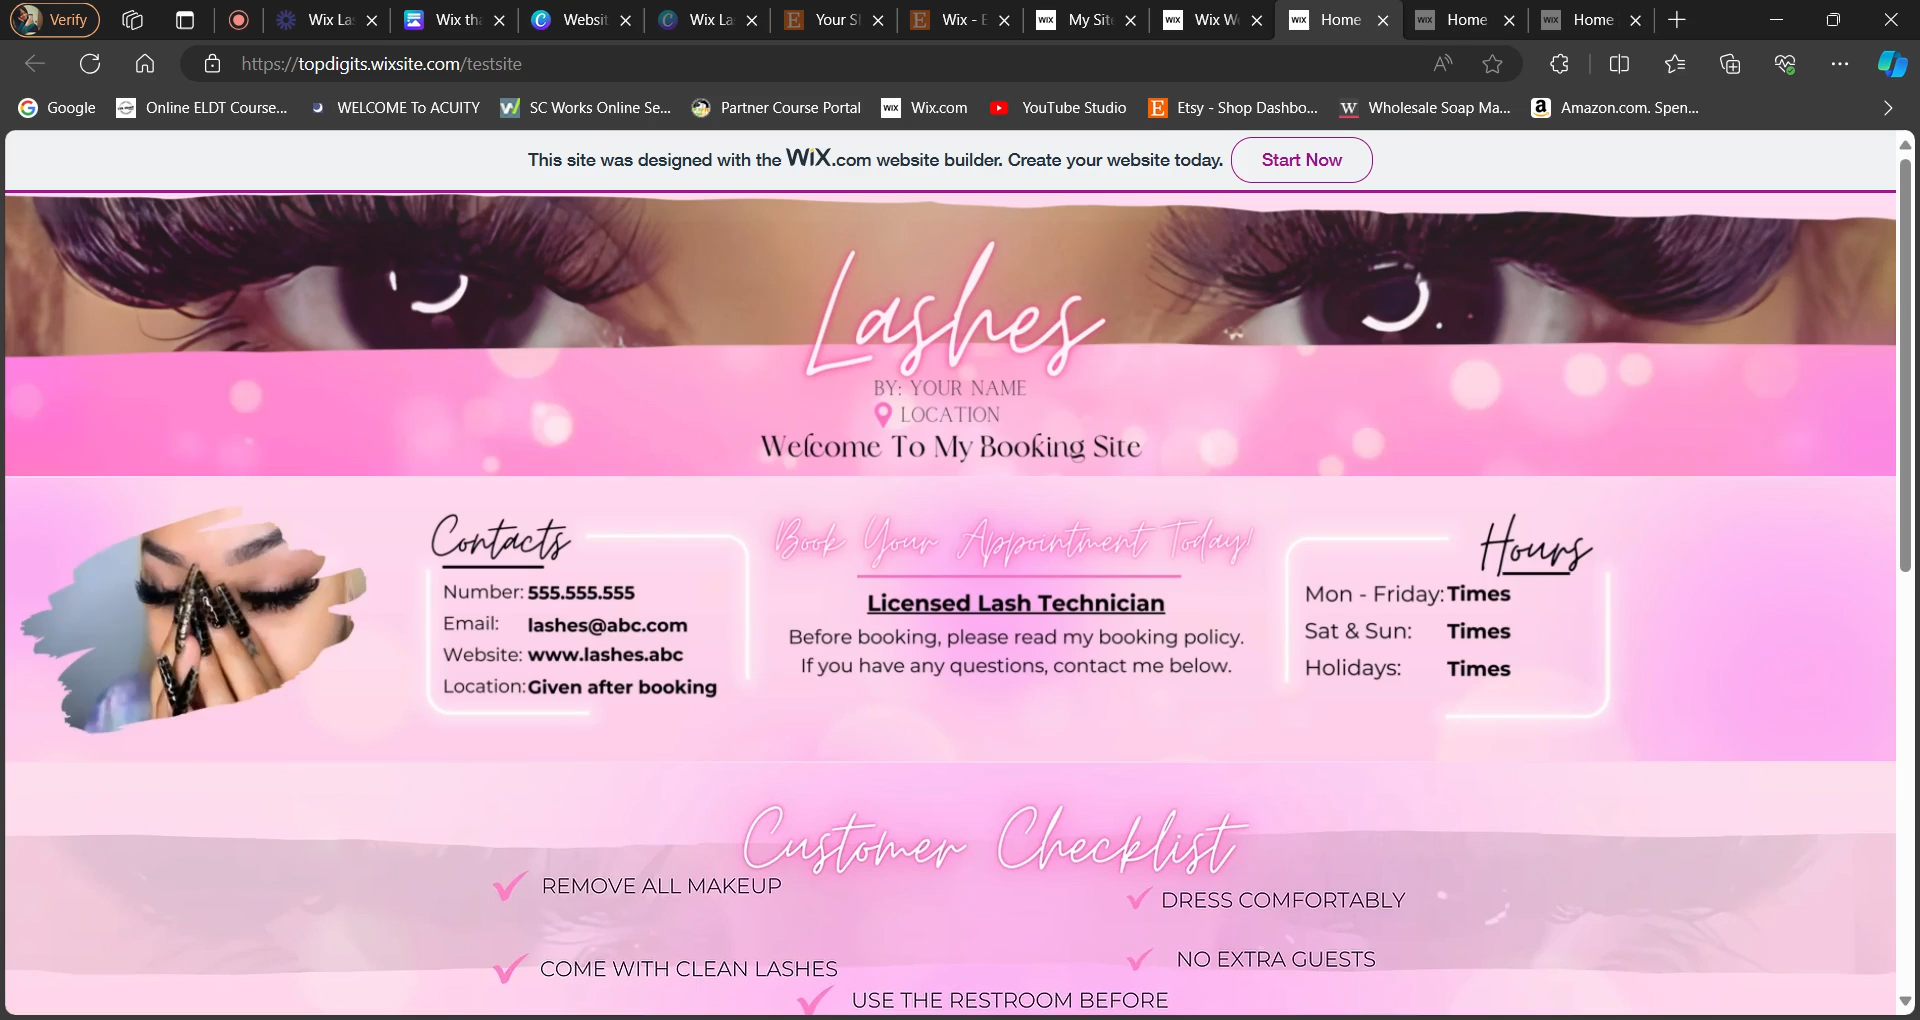 Verify
Wix La
Wix th
Websit
Wix La
Your S
Wix - E
My Sit
Wix W
Home
Home
Home
https://topdigits.wixsite.com/testsite
Google
Online ELDT Course...
WELCOME To ACUITY
SC Works Online Se...
Partner Course Portal
Wix.com
YouTube Studio
Etsy - Shop Dashbo...
Wholesale Soap Ma...
Amazon.com. Spen...
This site was designed with the WiX.com website builder. Create your website today.
Start Now
Lashes
BY: YOUR NAME
LOCATION
Welcome To My Booking Site
Contacts
Number: 555.555.555
Email: lashes@abc.com
Website: www.lashes.abc
Location: Given after booking
Book Your Appointment Today!
Licensed Lash Technician
Before booking, please read my booking policy.
If you have any questions, contact me below.
Hours
Mon - Friday: Times
Sat & Sun: Times
Holidays: Times
Customer Checklist
REMOVE ALL MAKEUP
DRESS COMFORTABLY
COME WITH CLEAN LASHES
NO EXTRA GUESTS
USE THE RESTROOM BEFORE